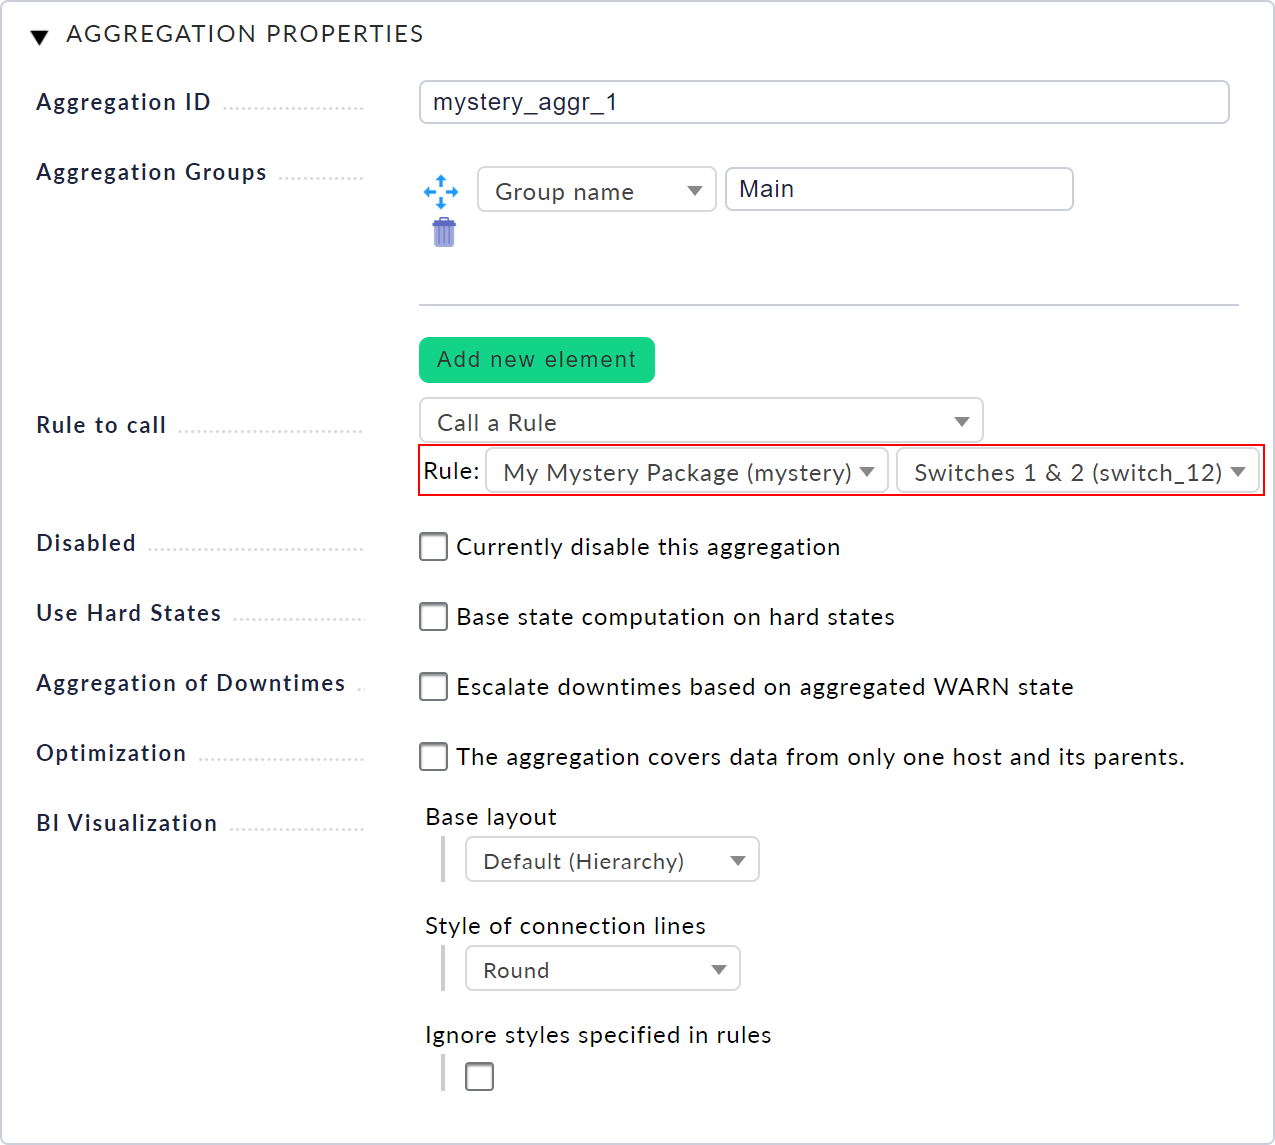 AGGREGATION PROPERTIES
Aggregation ID mystery_aggr_1
Aggregation Groups Group name Main
Add new element
Rule to call Call a Rule
Rule: My Mystery Package (mystery) Switches 1 & 2 (switch_12)
Disabled Currently disable this aggregation
Use Hard States Base state computation on hard states
Aggregation of Downtimes Escalate downtimes based on aggregated WARN state
Optimization The aggregation covers data from only one host and its parents.
BI Visualization Base layout
Default (Hierarchy)
Style of connection lines
Round
Ignore styles specified in rules